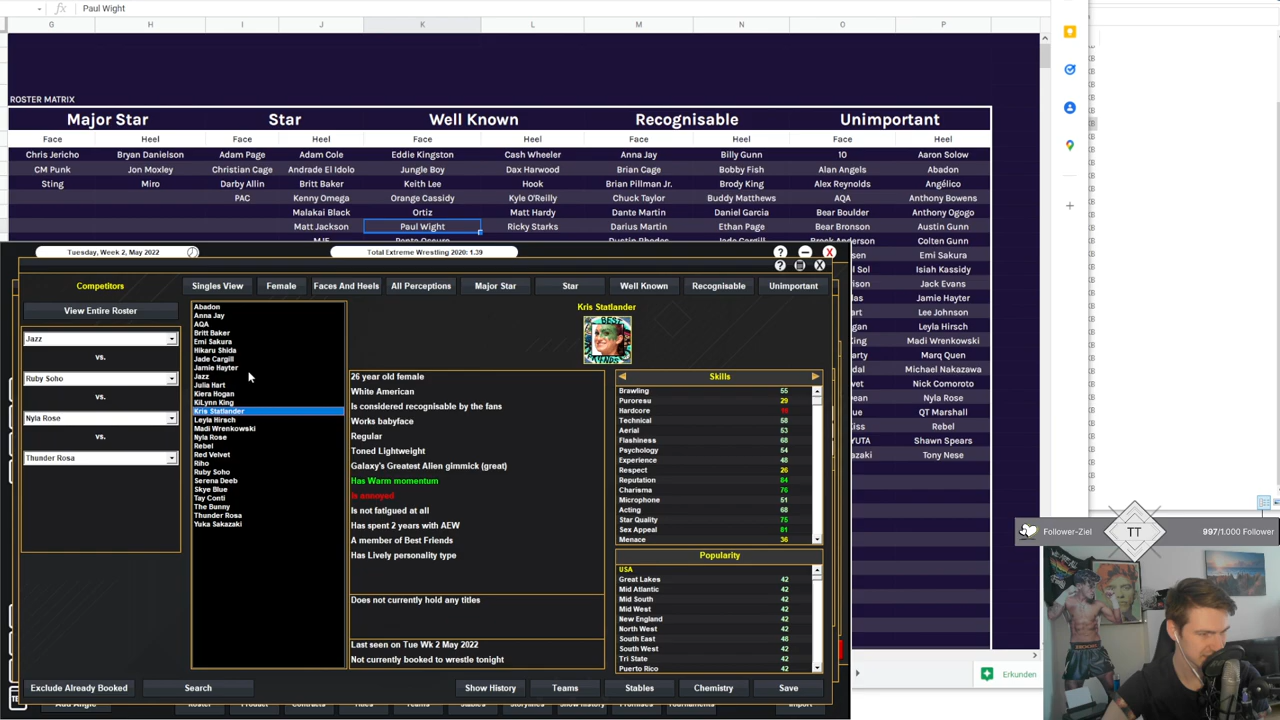 fx Paul Wight
G H I J K L M N O P
ROSTER MATRIX
Major Star Star Well Known Recognisable Unimportant
Face Heel Face Heel Face Heel Face Heel Face Heel
Chris Jericho Bryan Danielson Adam Page Adam Cole Eddie Kingston Cash Wheeler Anna Jay Billy Gunn 10 Aaron Solow
CM Punk Jon Moxley Christian Cage Andrade El Idolo Jungle Boy Dax Harwood Brian Cage Bobby Fish Alan Angels Abadon
Sting Miro Darby Allin Britt Baker Keith Lee Hook Brian Pillman Jr. Brody King Alex Reynolds Angélico
PAC Kenny Omega Orange Cassidy Kyle O'Reilly Chuck Taylor Buddy Matthews AQA Anthony Bowens
Malakai Black Ortiz Matt Hardy Dante Martin Daniel Garcia Bear Boulder Anthony Ogogo
Matt Jackson Paul Wight Ricky Starks Darius Martin Ethan Page Bear Bronson Austin Gunn
Colten Gunn
Emi Sakura
Isiah Kassidy
Jamie Hayter
Lee Johnson
Leyla Hirsch
Madi Wrenkowski
Marq Quen
Michael Nakazawa
Nick Comoroto
Nyla Rose
QT Marshall
Rebel
Shawn Spears
Tony Nese
Tuesday, Week 2, May 2022 Total Extreme Wrestling 2020: 1.39
Competitors Singles View Female Faces And Heels All Perceptions Major Star Star Well Known Recognisable Unimportant
View Entire Roster
Jazz
vs.
Ruby Soho
vs.
Nyla Rose
vs.
Thunder Rosa
Abadon
Anna Jay
AQA
Britt Baker
Emi Sakura
Hikaru Shida
Jade Cargill
Jamie Hayter
Jazz
Julia Hart
Kiera Hogan
KiLynn King
Kris Statlander
Leyla Hirsch
Madi Wrenkowski
Nyla Rose
Rebel
Red Velvet
Riho
Ruby Soho
Serena Deeb
Skye Blue
Tay Conti
The Bunny
Thunder Rosa
Yuka Sakazaki
Kris Statlander
26 year old female
White American
Is considered recognisable by the fans
Works babyface
Regular
Toned Lightweight
Galaxy's Greatest Alien gimmick (great)
Has Warm momentum
Is annoyed
Is not fatigued at all
Has spent 2 years with AEW
A member of Best Friends
Has Lively personality type
Does not currently hold any titles
Last seen on Tue Wk 2 May 2022
Not currently booked to wrestle tonight
Skills
Brawling 55
Puroresu 29
Hardcore
Technical 58
Aerial 53
Flashiness 68
Psychology 54
Experience 48
Respect 26
Reputation 84
Charisma 76
Microphone 51
Acting 68
Star Quality 75
Sex Appeal 81
Menace 36
Popularity
USA
Great Lakes 42
Mid Atlantic 42
Mid South 42
Mid West 42
New England 42
North West 42
South East 48
South West 42
Tri State 42
Puerto Rico 42
Exclude Already Booked Search Show History Teams Stables Chemistry Save
Erkunden
Follower-Ziel TT 997/1.000 Follower